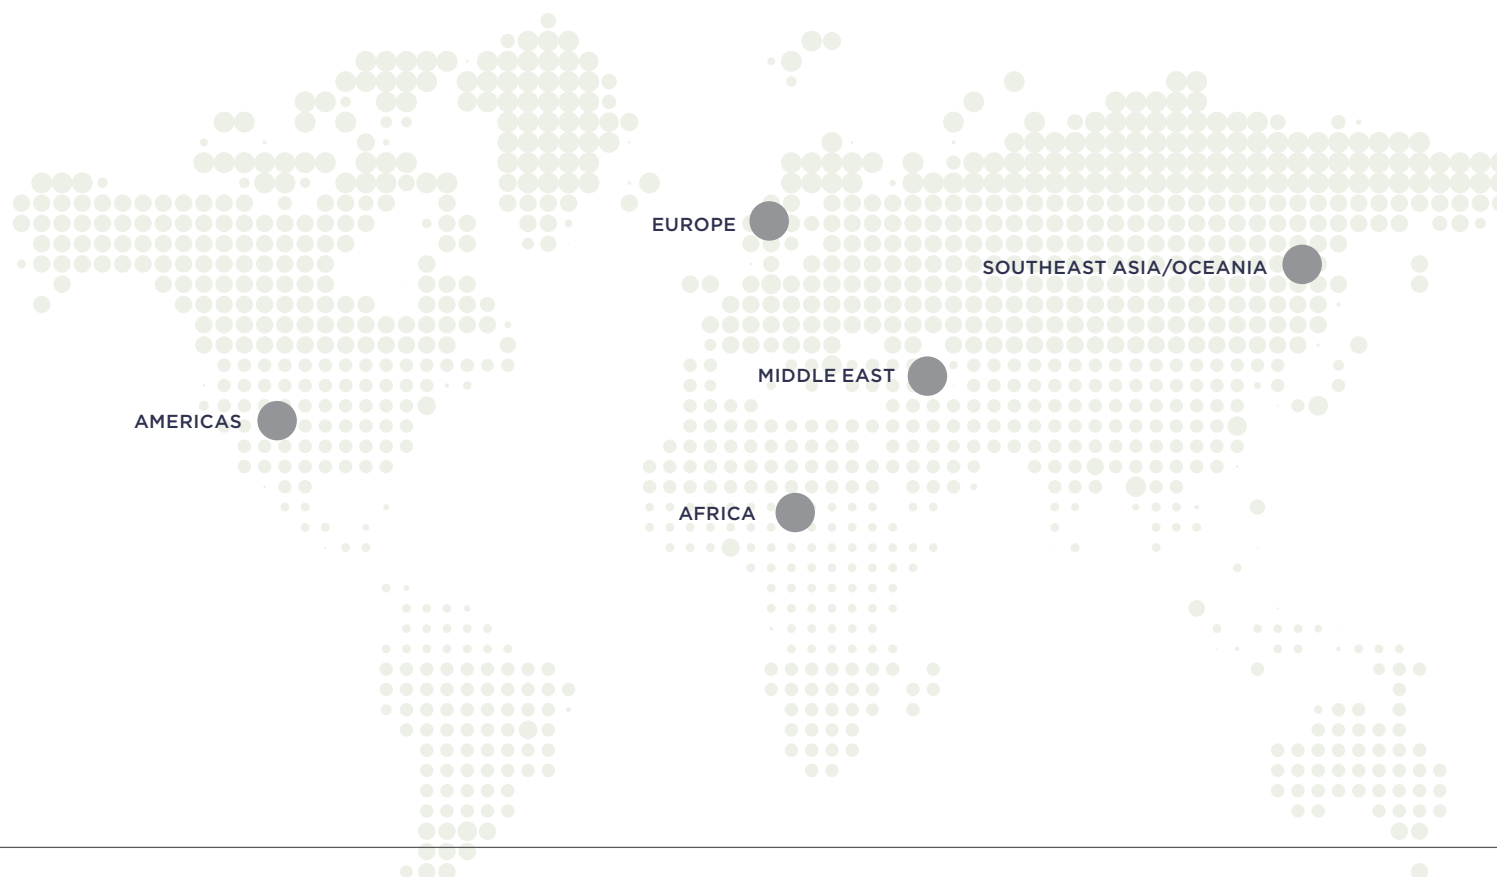 EUROPE
SOUTHEAST ASIA/OCEANIA
MIDDLE EAST
AMERICAS
AFRICA